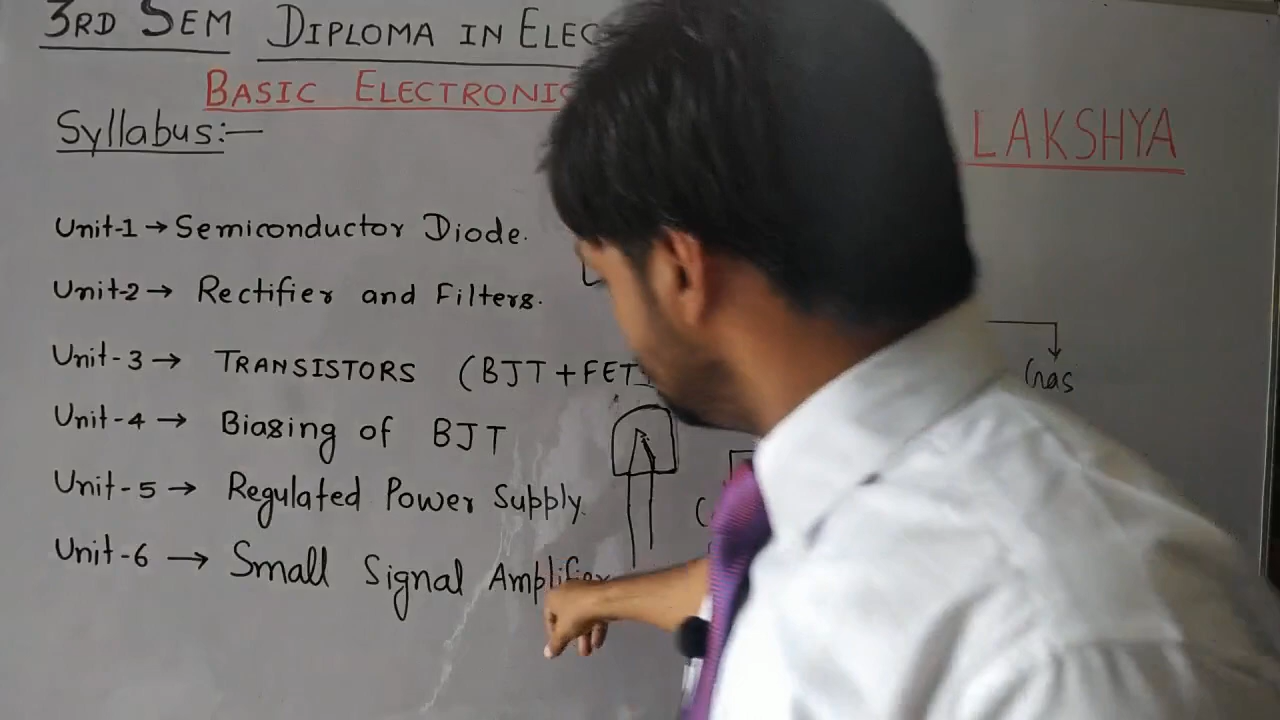 3RD SEM DIPLOMA IN ELEC
BASIC ELECTRONIC
LAKSHYA
Syllabus:-
Unit-1 → Semiconductor Diode.
Unit-2 → Rectifier and Filters.
Unit-3 → TRANSISTORS (BJT+FET)
Unit-4 → Biasing of BJT
Unit-5 → Regulated Power Supply.
Unit-6 → Small Signal Amplifier
Gas